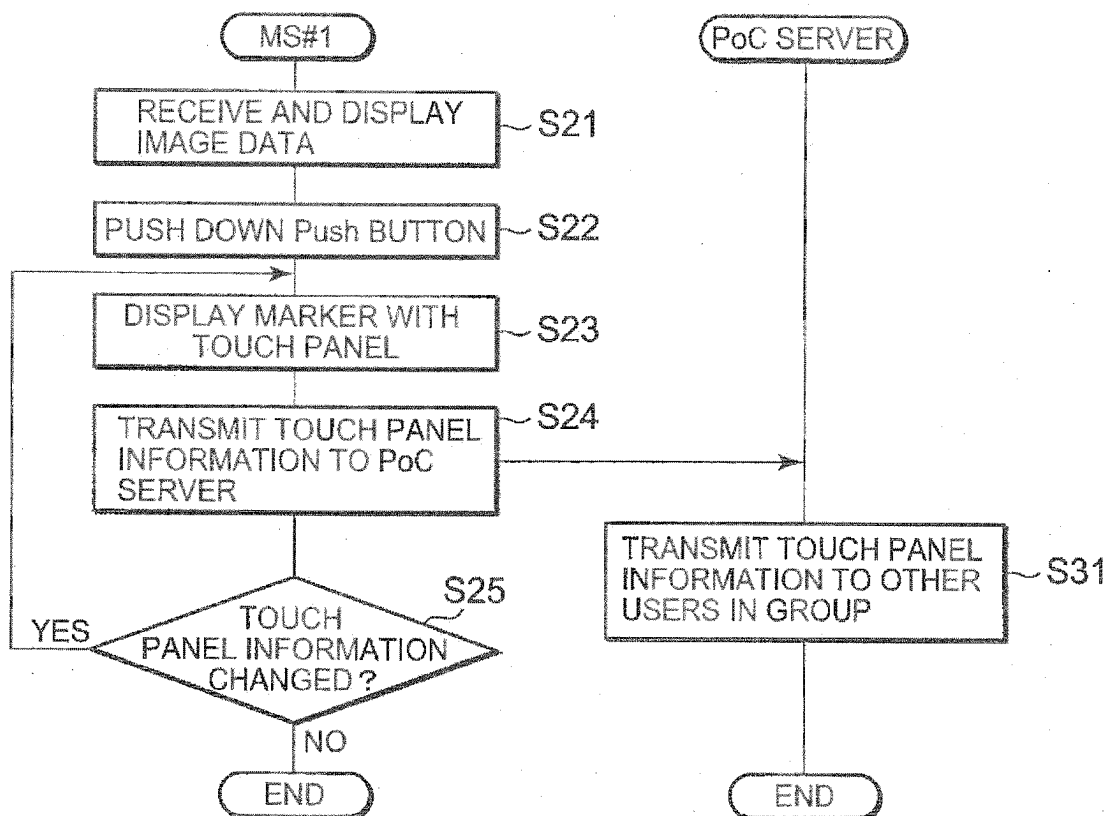 MS#1
RECEIVE AND DISPLAY
IMAGE DATA
S21
PUSH DOWN Push BUTTON
S22
DISPLAY MARKER WITH
TOUCH PANEL
S23
TRANSMIT TOUCH PANEL
INFORMATION TO PoC
SERVER
S24
TOUCH
PANEL INFORMATION
CHANGED?
S25
YES
NO
END
PoC SERVER
TRANSMIT TOUCH PANEL
INFORMATION TO OTHER
USERS IN GROUP
S31
END